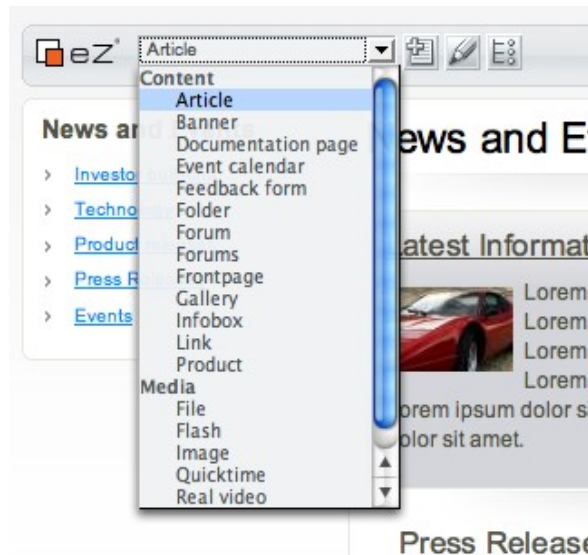 eZ
Article
Content
Article
Banner
Documentation page
Event calendar
Feedback form
Folder
Forum
Forums
Frontpage
Gallery
Infobox
Link
Product
Media
File
Flash
Image
Quicktime
Real video
News an
Investo
Techno
Product
Press R
Events
ews and E
atest Informat
Lorem
Lorem
Lorem
Lorem
orem ipsum dolor s
olor sit amet.
Press Release